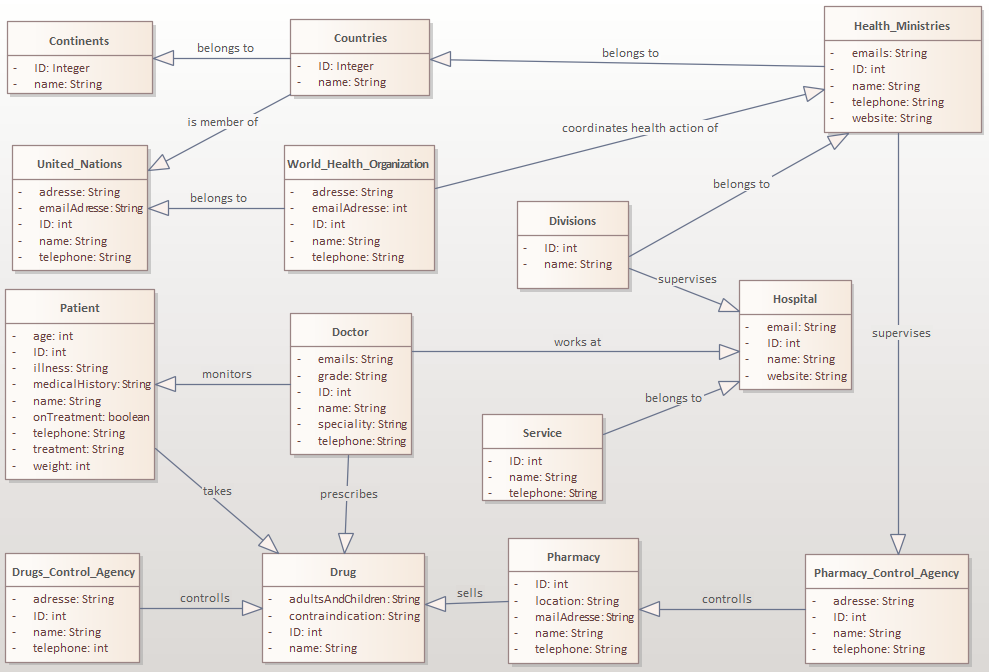 Continents
- ID: Integer
- name: String
belongs to
Countries
- ID: Integer
- name: String
belongs to
Health_Ministries
- emails: String
- ID: int
- name: String
- telephone: String
- website: String
is member of
coordinates health action of
United_Nations
- adresse: String
- emailAdresse: String
- ID: int
- name: String
- telephone: String
belongs to
World_Health_Organization
- adresse: String
- emailAdresse: int
- ID: int
- name: String
- telephone: String
belongs to
Divisions
- ID: int
- name: String
supervises
Hospital
- email: String
- ID: int
- name: String
- website: String
supervises
Patient
- age: int
- ID: int
- illness: String
- medicalHistory: String
- name: String
- onTreatment: boolean
- telephone: String
- treatment: String
- weight: int
monitors
Doctor
- emails: String
- grade: String
- ID: int
- name: String
- speciality: String
- telephone: String
works at
belongs to
Service
- ID: int
- name: String
- telephone: String
takes
prescribes
Drugs_Control_Agency
- adresse: String
- ID: int
- name: String
- telephone: int
controlls
Drug
- adultsAndChildren: String
- contraindication: String
- ID: int
- name: String
sells
Pharmacy
- ID: int
- location: String
- mailAdresse: String
- name: String
- telephone: String
controlls
Pharmacy_Control_Agency
- adresse: String
- ID: int
- name: String
- telephone: String